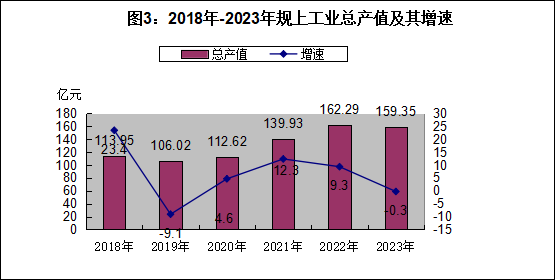 图3：2018年-2023年规上工业总产值及其增速
总产值 增速
亿元
180 160 140 120 100 80 60 40 20 0
30 25 20 15 10 5 0 -5 -10 -15
113.95 106.02 112.62 139.93 162.29 159.35
23.4 -9.1 4.6 12.3 9.3 -0.3
2018年 2019年 2020年 2021年 2022年 2023年